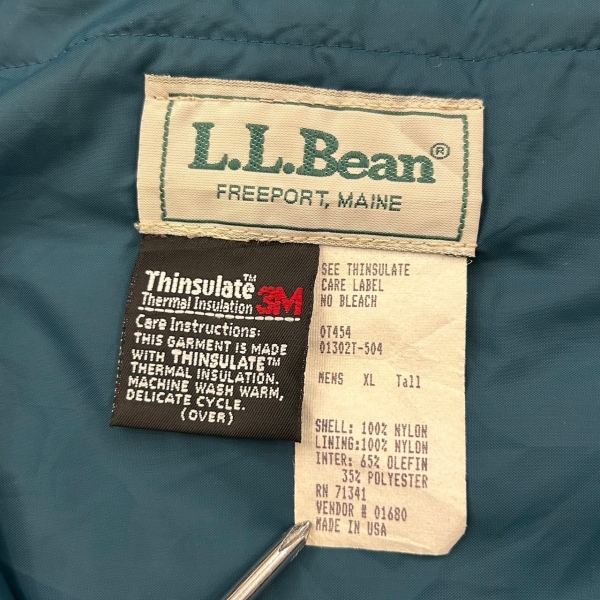 L.L.Bean®
FREEPORT, MAINE
Thinsulate™
Thermal Insulation 3M
Care Instructions:
THIS GARMENT IS MADE
WITH THINSULATE™
THERMAL INSULATION.
MACHINE WASH WARM,
DELICATE CYCLE.
(OVER)
SEE THINSULATE
CARE LABEL
NO BLEACH
OT454
01302T-504
MENS XL Tall
SHELL: 100% NYLON
LINING:100% NYLON
INTER: 65% OLEFIN
35% POLYESTER
RN 71341
VENDOR # 01680
MADE IN USA